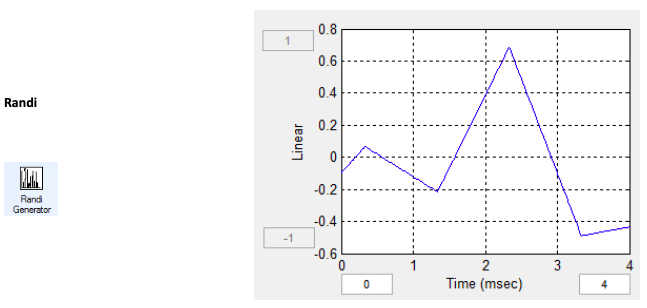 Randi
Randi
Generator
1
-1
Linear
0.8
0.6
0.4
0.2
0
-0.2
-0.4
-0.6
0 1 2 3 4
0 Time (msec) 4